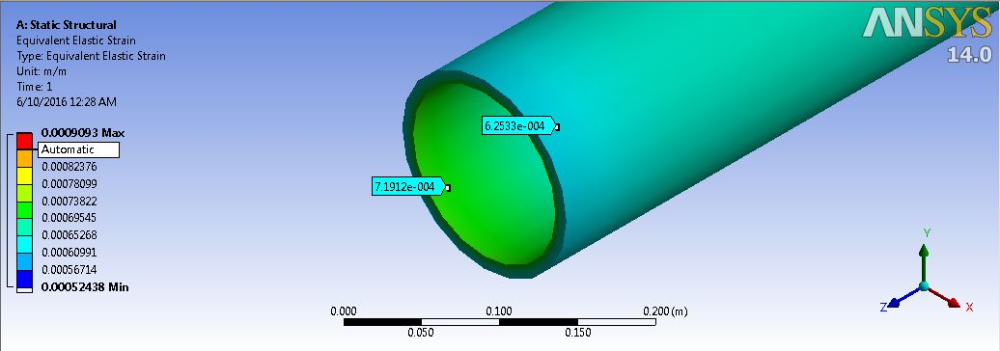 A: Static Structural
Equivalent Elastic Strain
Type: Equivalent Elastic Strain
Unit: m/m
Time: 1
6/10/2016 12:28 AM
ANSYS
14.0
0.0009093 Max
Automatic
0.00082376
0.00078099
0.00073822
0.00069545
0.00065268
0.00060991
0.00056714
0.00052438 Min
6.2533e-004
7.1912e-004
0.000
0.100
0.200 (m)
0.050
0.150
Y
Z
X